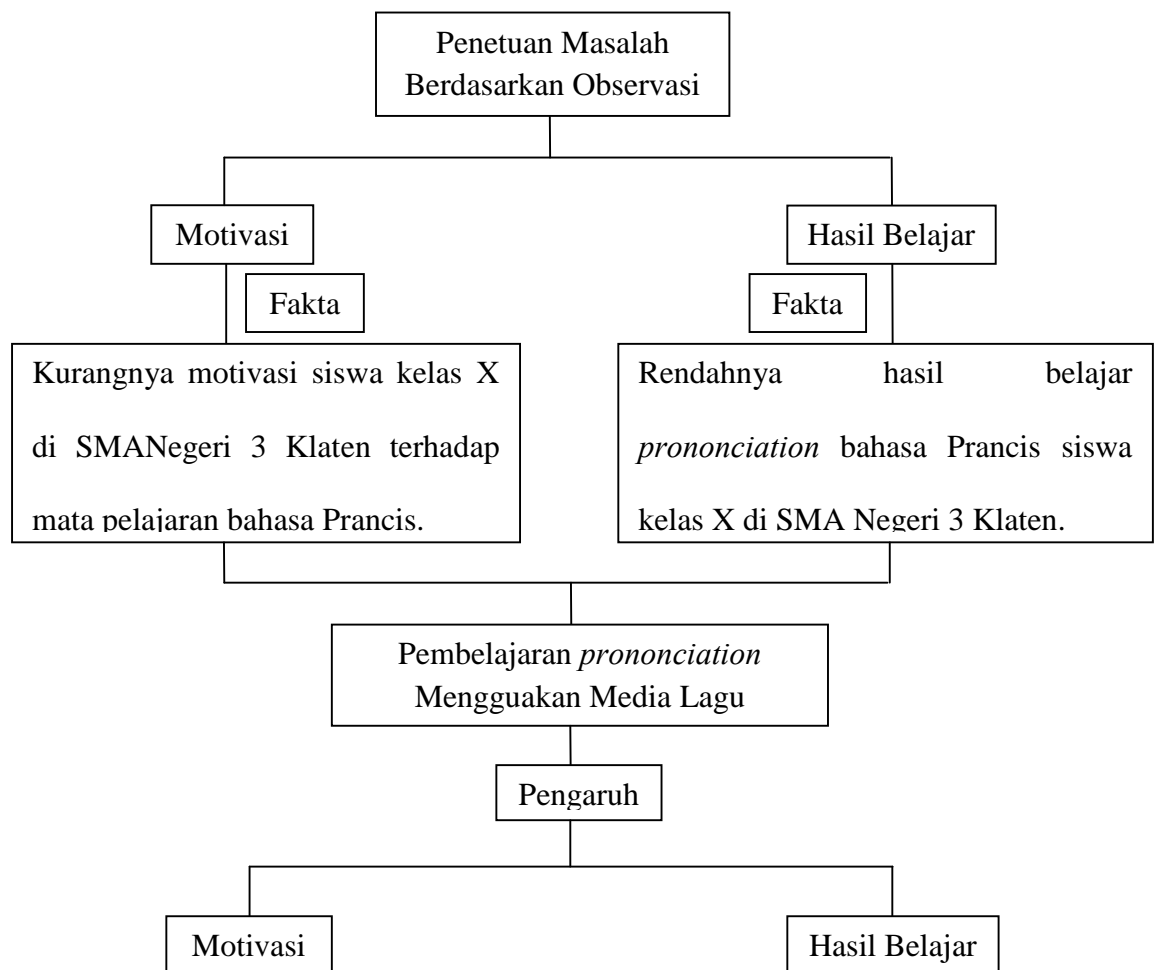 Penetuan Masalah
Berdasarkan Observasi
Motivasi
Hasil Belajar
Fakta
Fakta
Kurangnya motivasi siswa kelas X
di SMANegeri 3 Klaten terhadap
mata pelajaran bahasa Prancis.
Rendahnya hasil belajar
prononciation bahasa Prancis siswa
kelas X di SMA Negeri 3 Klaten.
Pembelajaran prononciation
Mengguakan Media Lagu
Pengaruh
Motivasi
Hasil Belajar